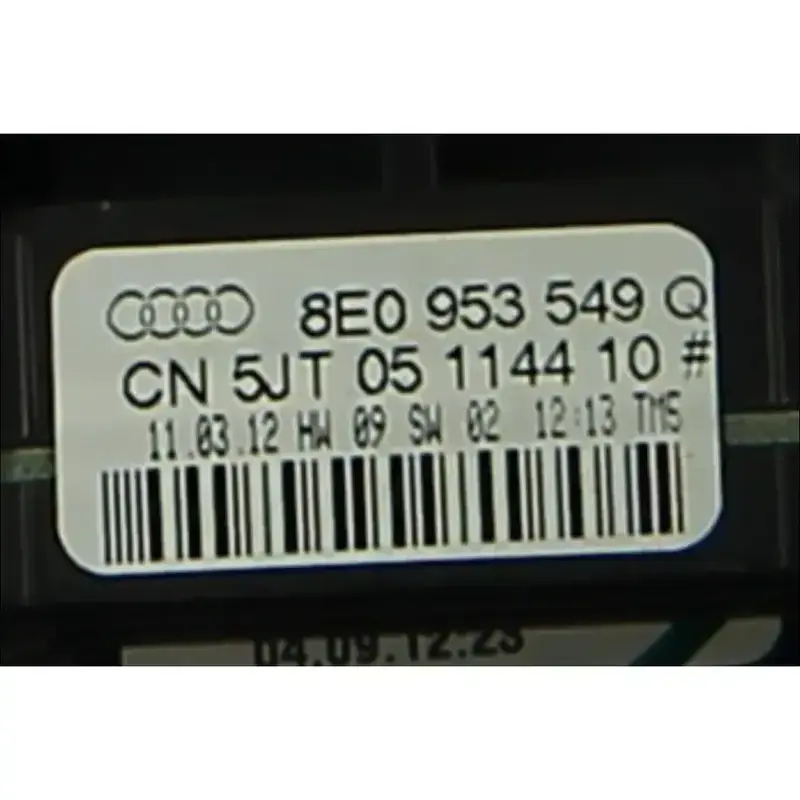 8E0 953 549 Q
CN 5JT 05 1144 10 #
11.03.12 HW 09 SW 02 12:13 TM5
04.09.12:23